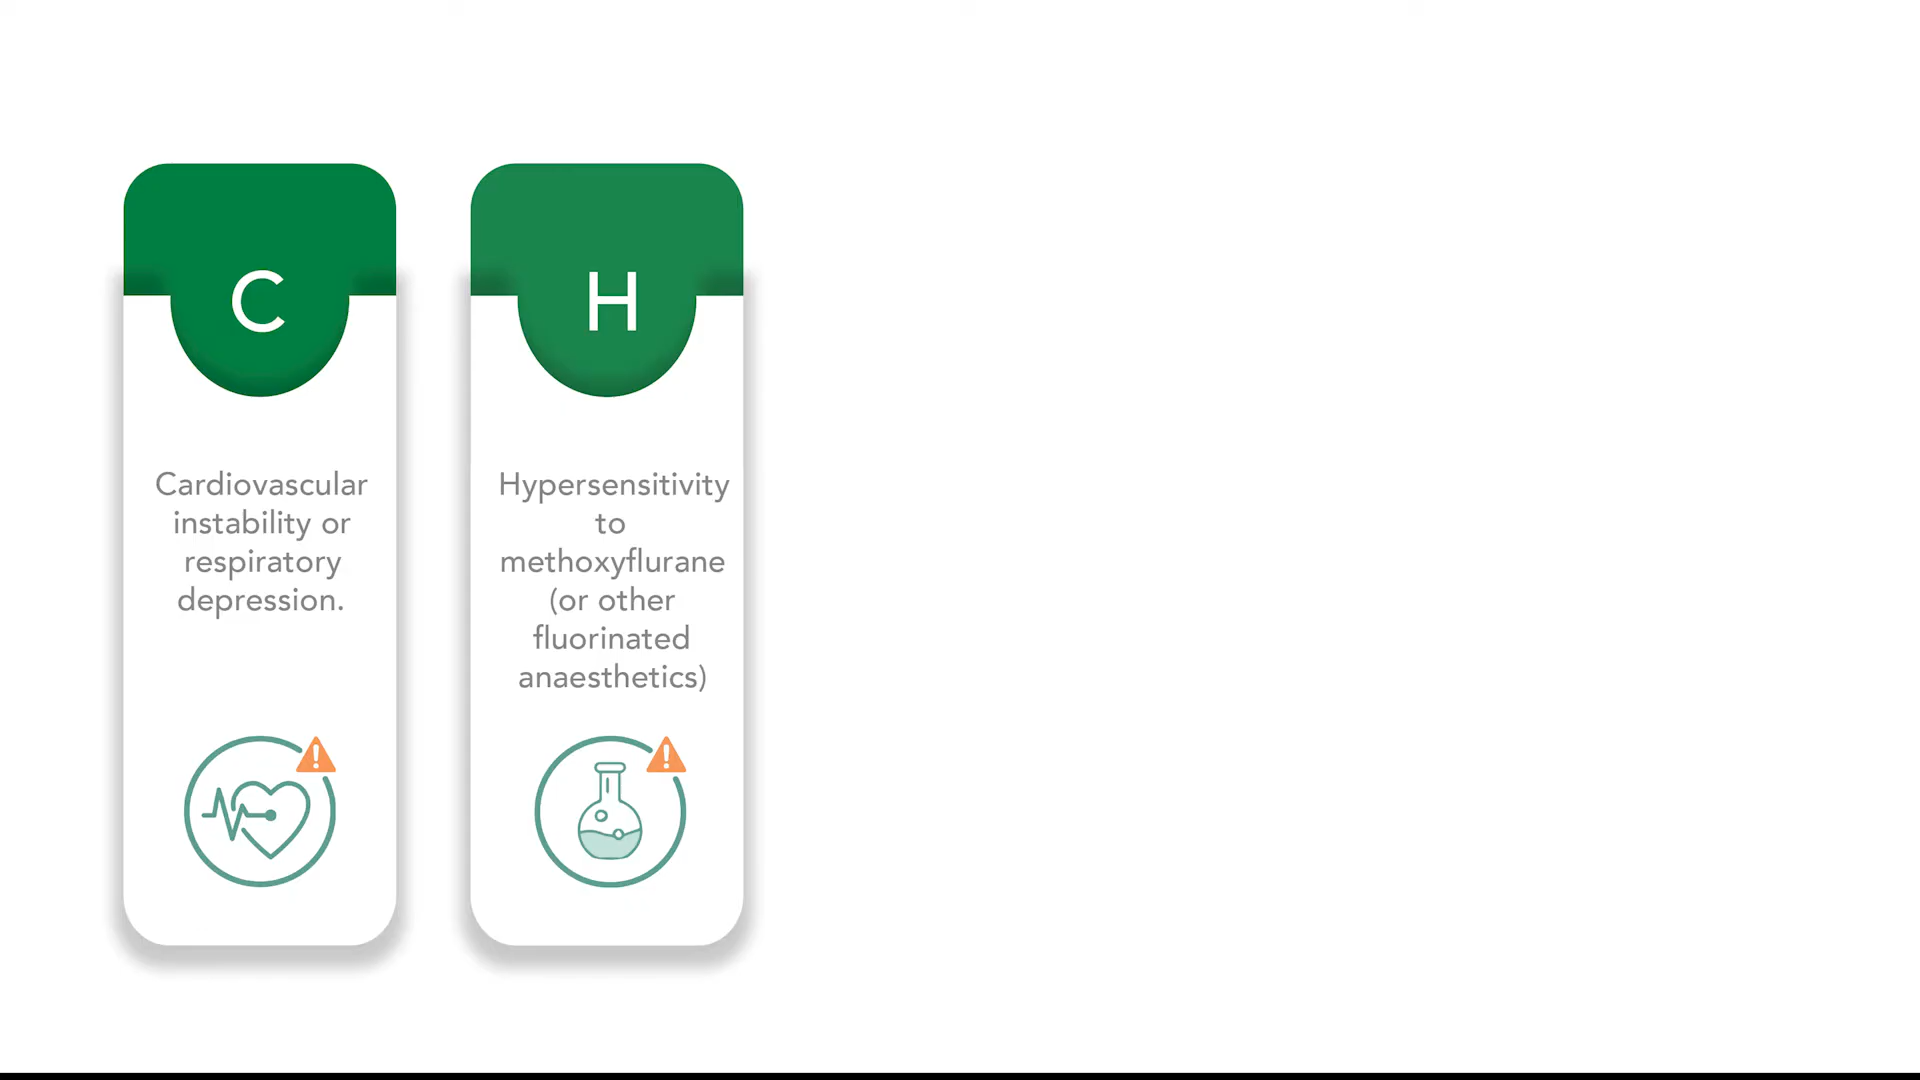 C
Cardiovascular
instability or
respiratory
depression.
H
Hypersensitivity
to
methoxyflurane
(or other
fluorinated
anaesthetics)